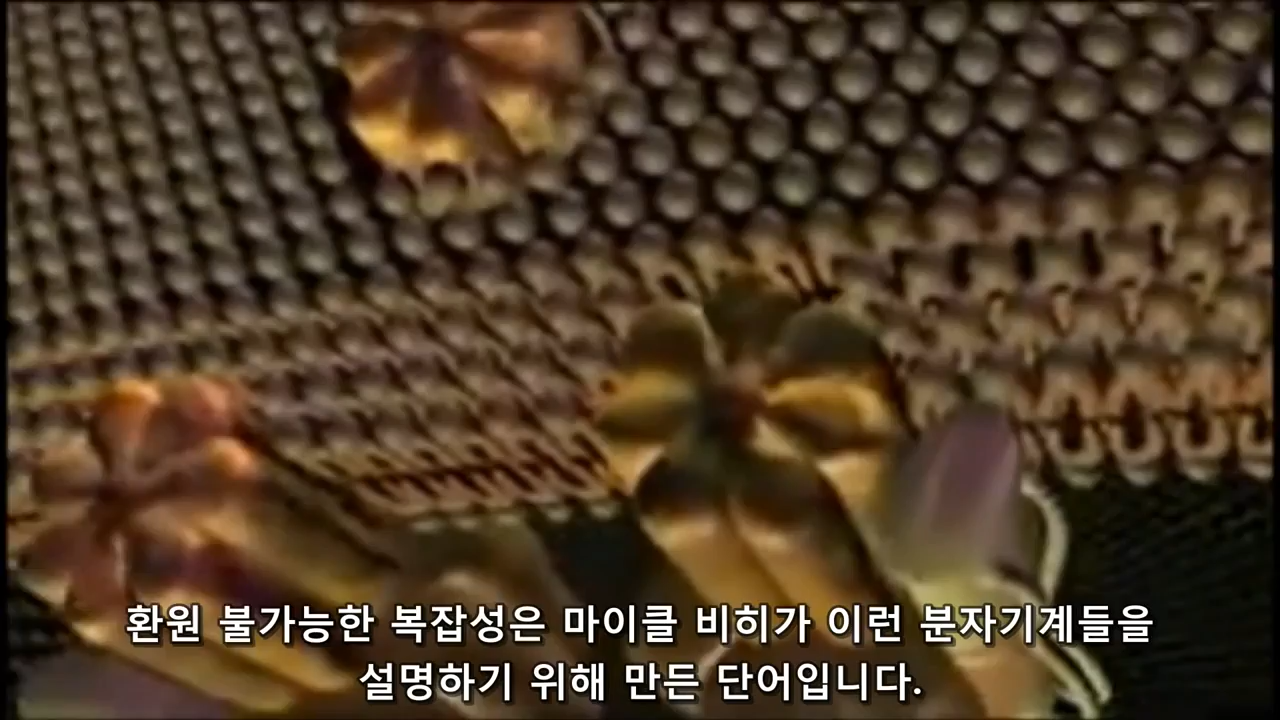 환원 불가능한 복잡성은 마이클 비히가 이런 분자기계들을
설명하기 위해 만든 단어입니다.